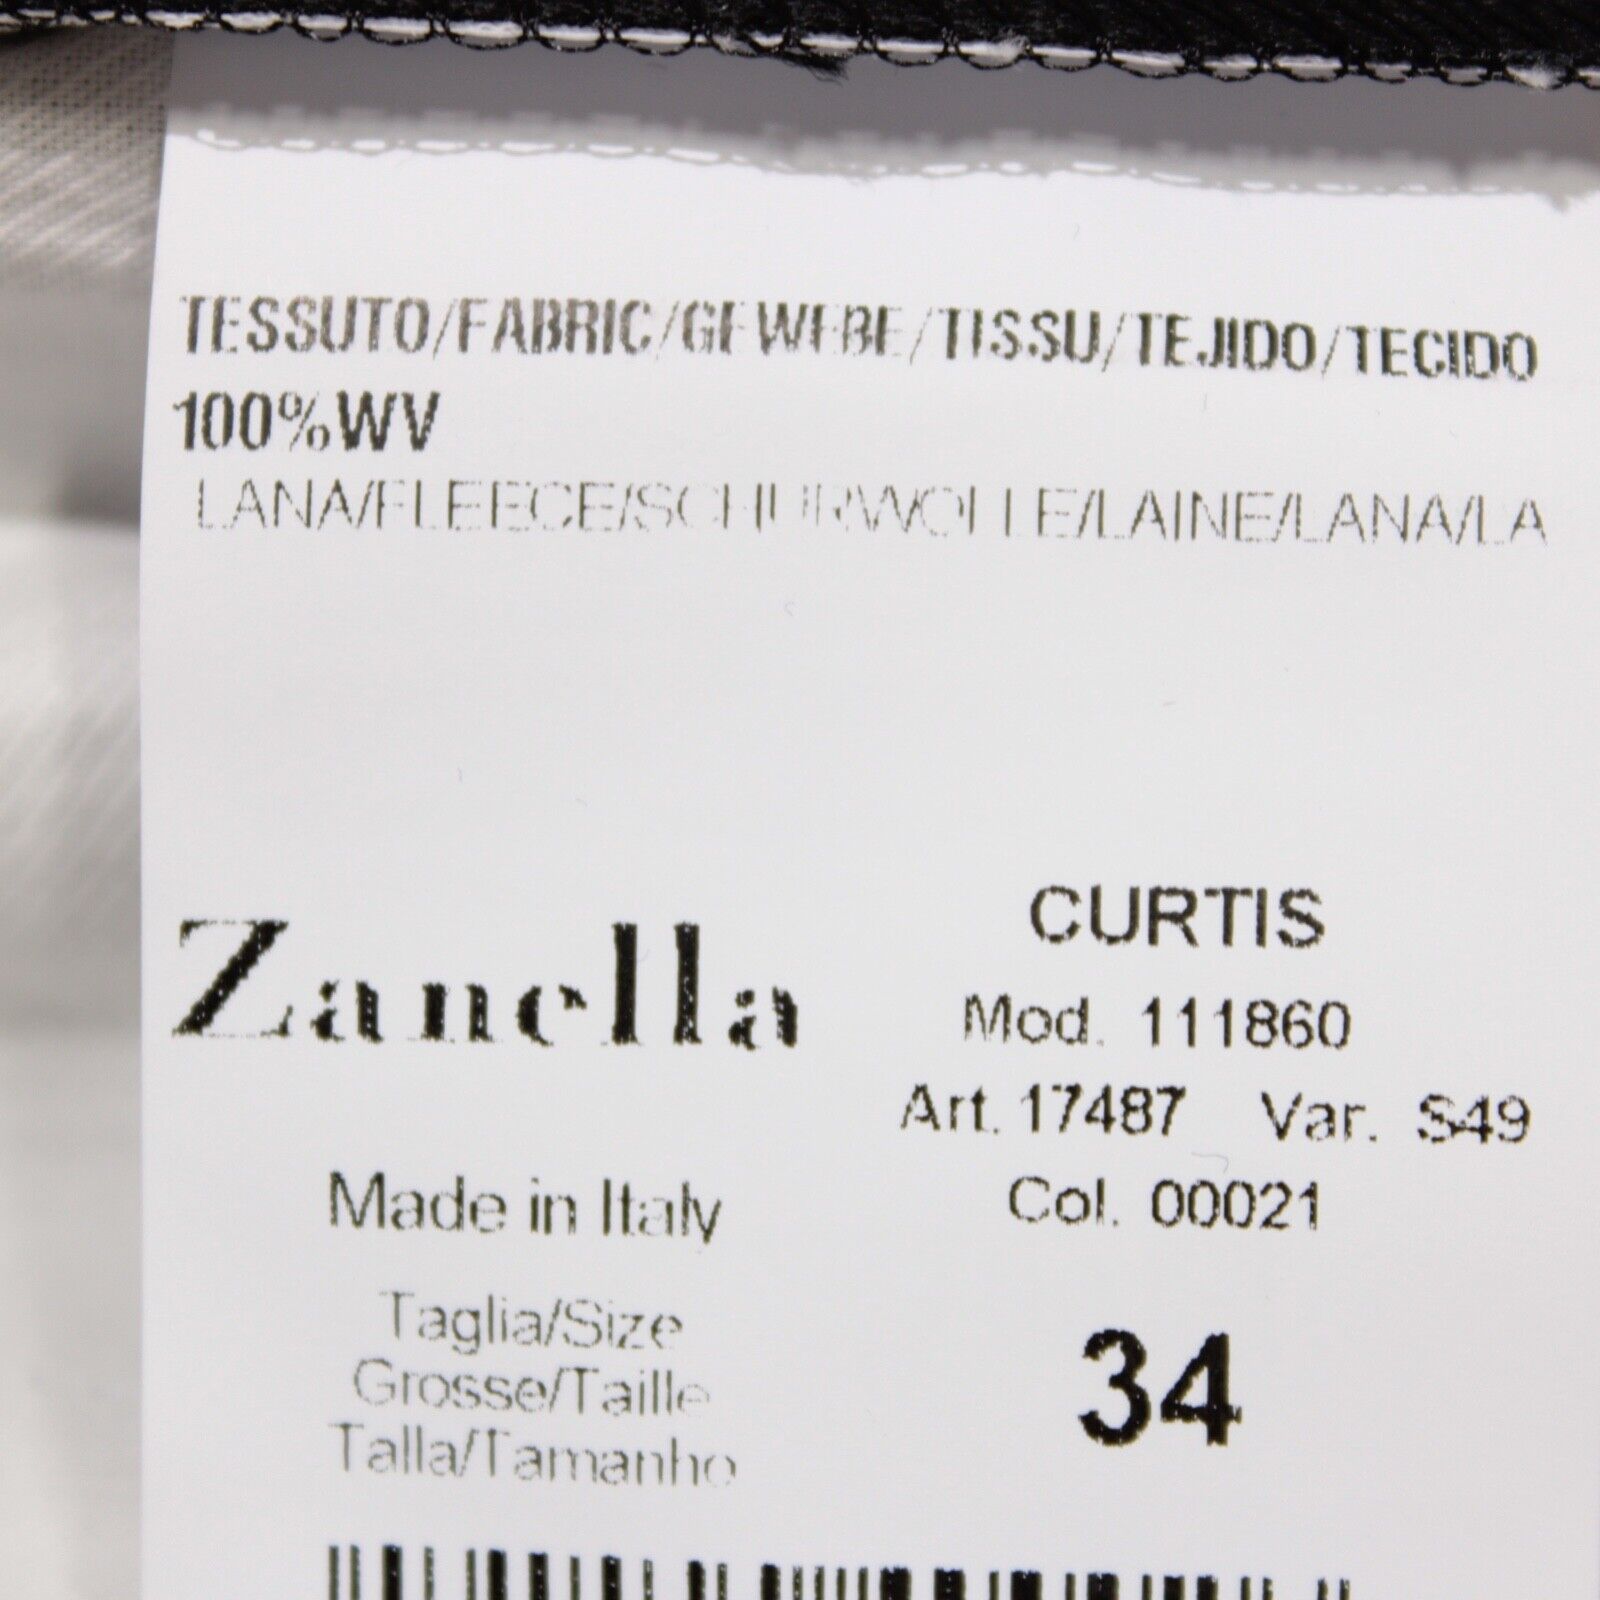 TESSUTO/FABRIC/GEWEBE/TISSU/TEJIDO/TECIDO
100%WV
LANA/FLEECE/SCHURWOLLE/LAINE/LANA/LA
Zanella
CURTIS
Mod. 111860
Art. 17487 Var. S49
Made in Italy
Col. 00021
Taglia/Size
Grosse/Taille
Talla/Tamanho
34